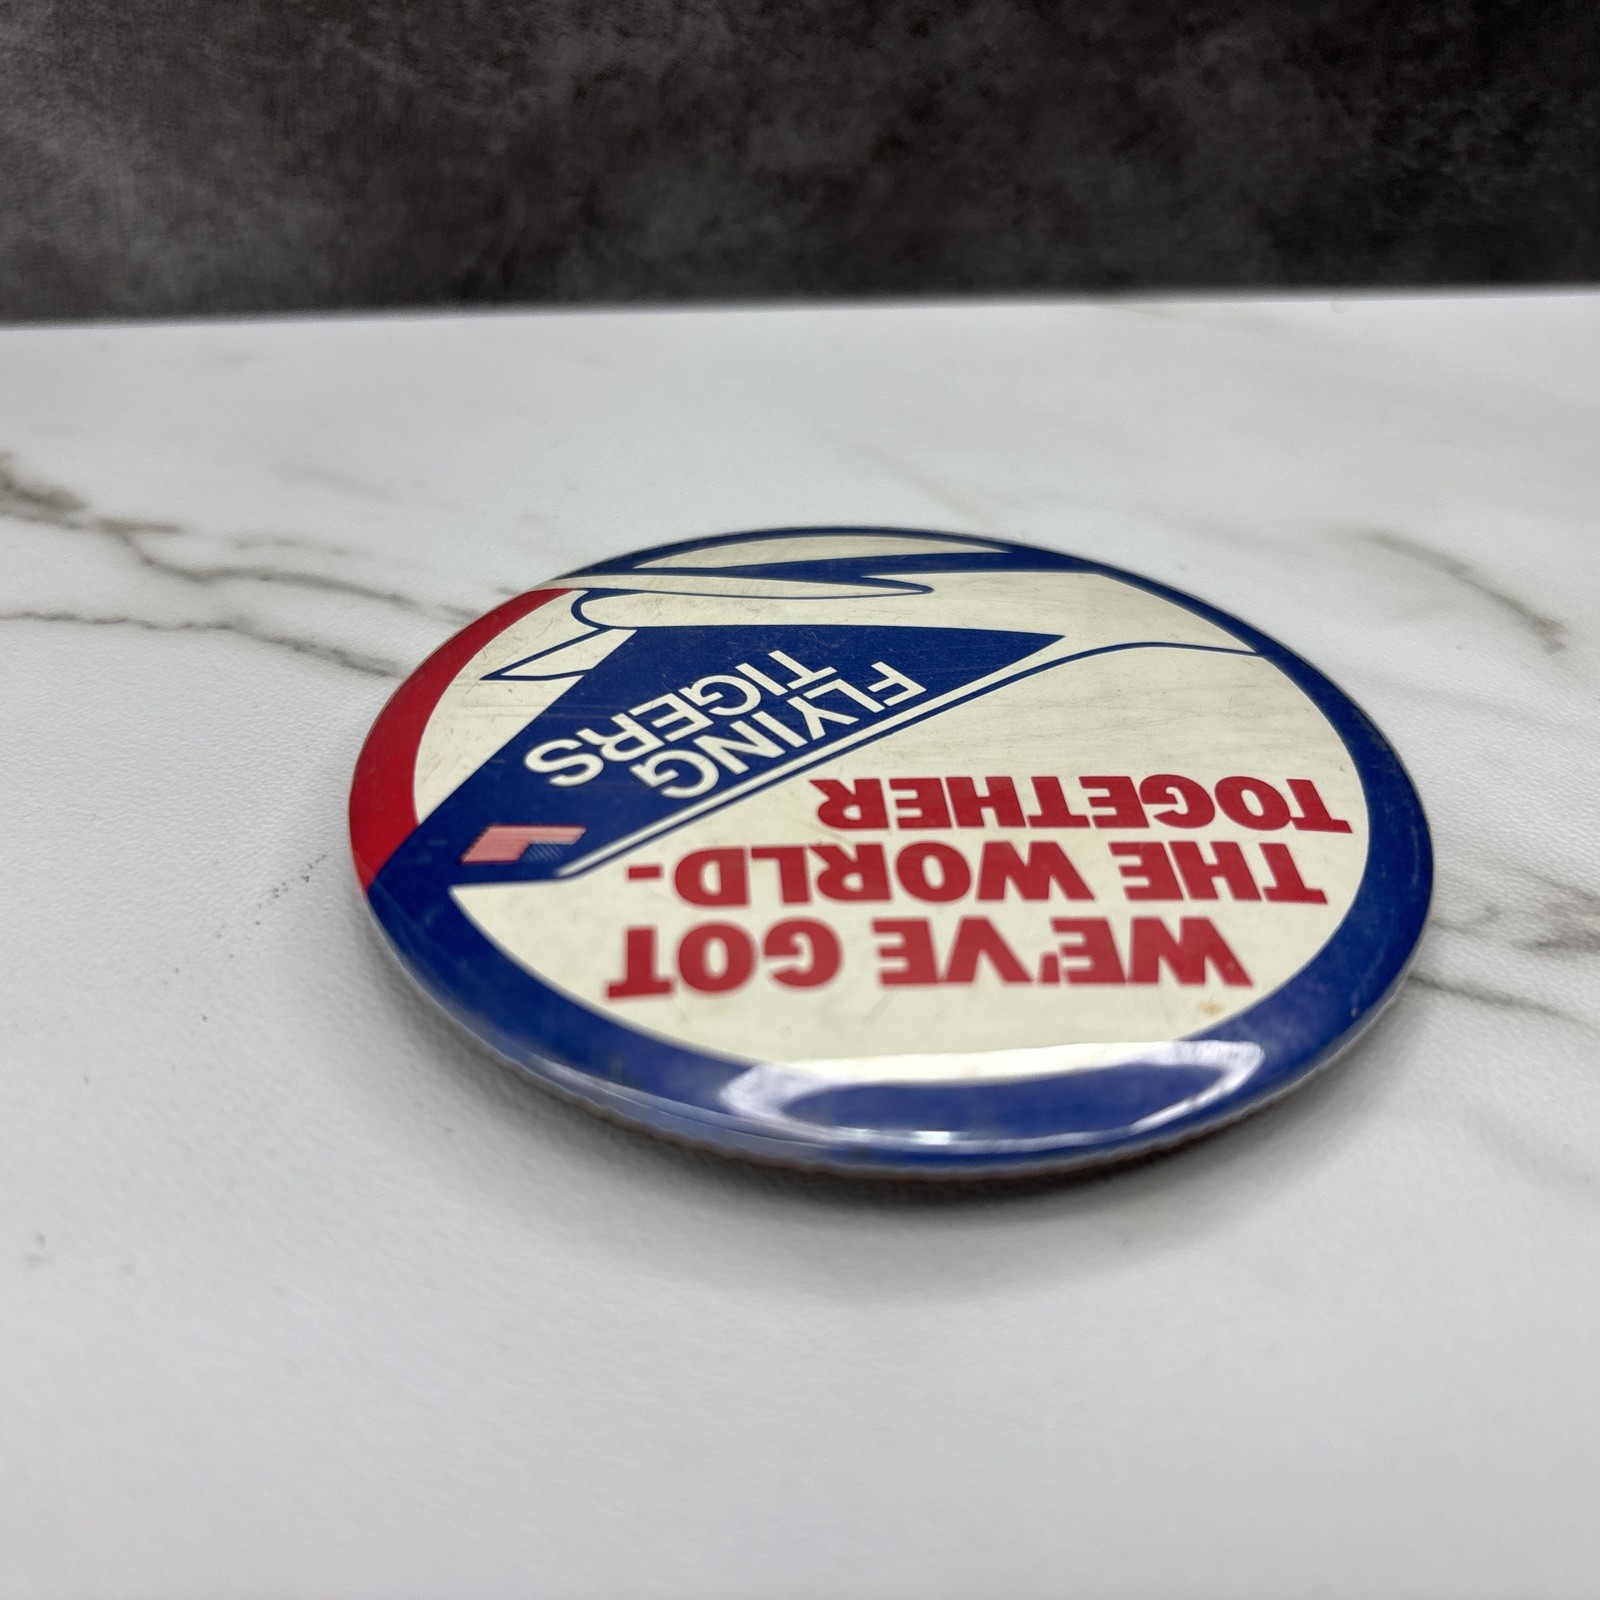 WE'VE GOT
THE WORLD-
TOGETHER
FLYING
TIGERS